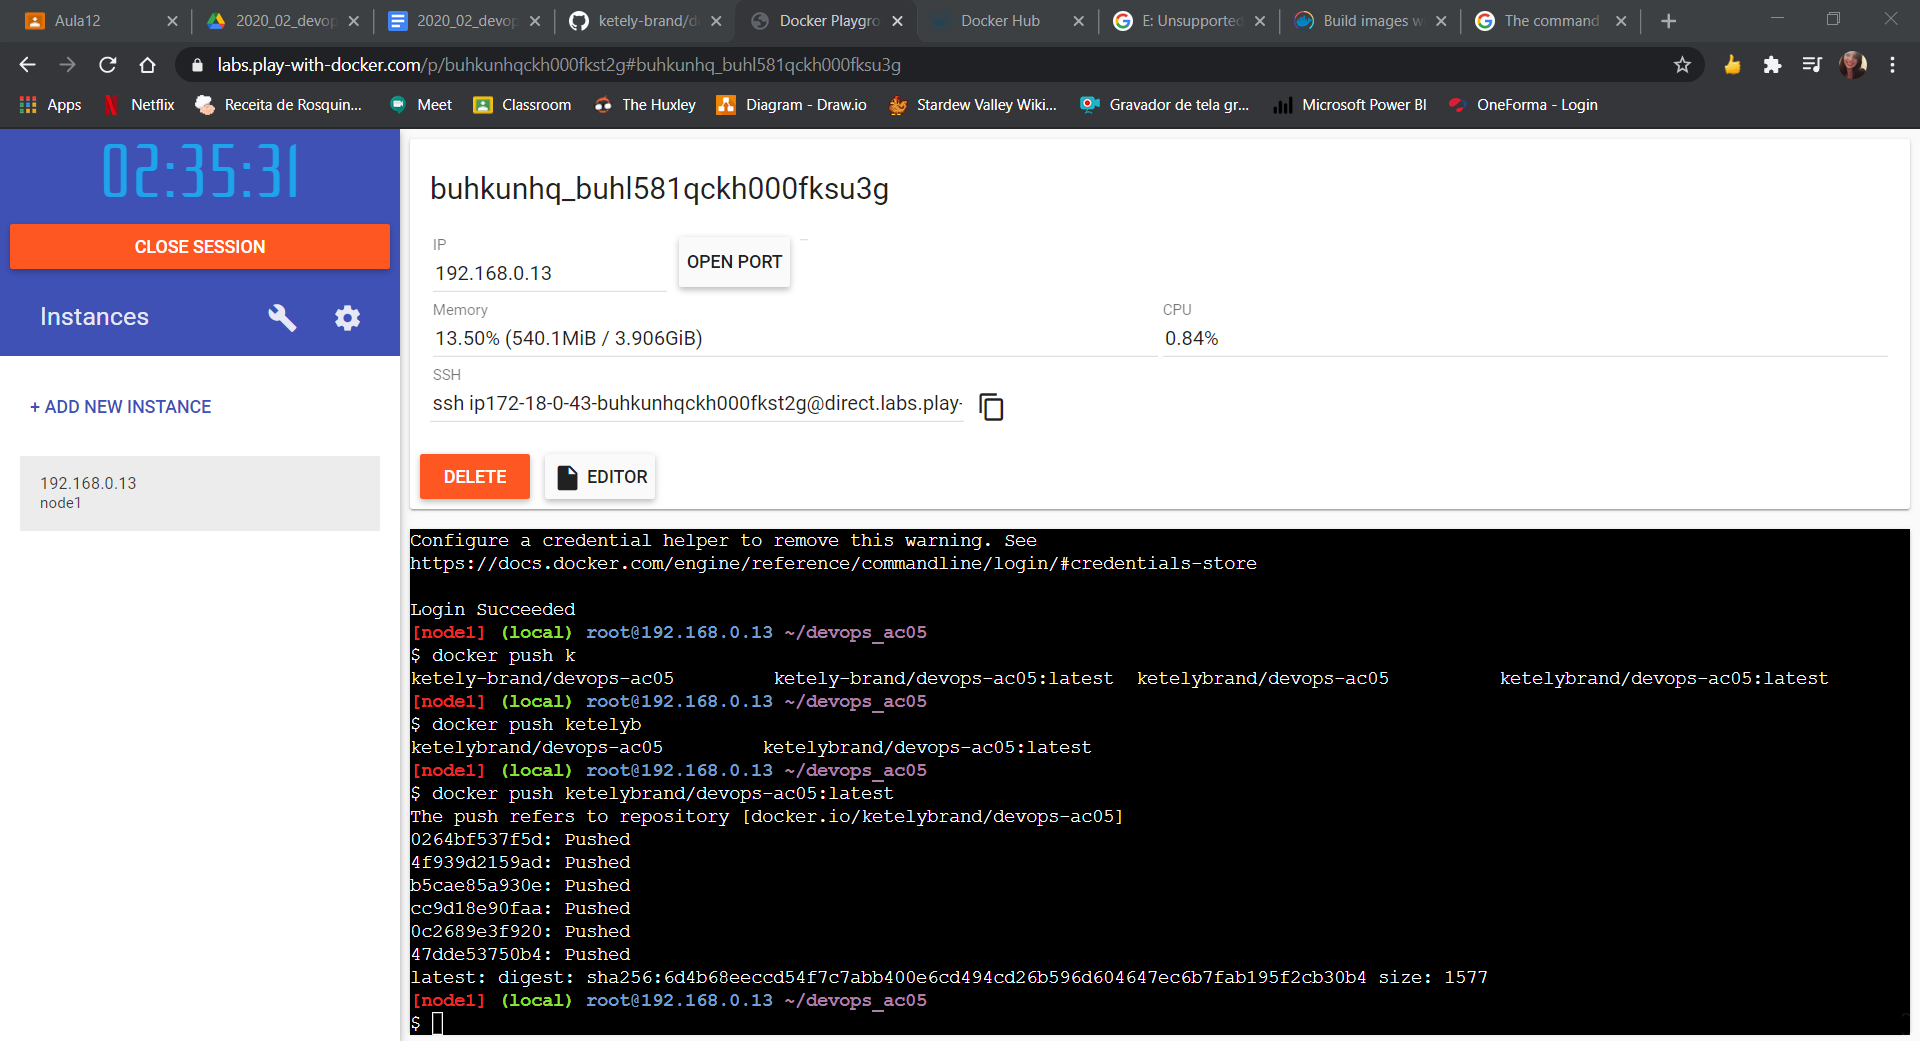 Aula12
2020_02_devop
2020_02_devop
ketely-brand/d
Docker Playgro
Docker Hub
E: Unsupported
Build images w
The command
labs.play-with-docker.com/p/buhkunhqckh000fkst2g#buhkunhq_buhl581qckh000fksu3g
Apps
Netflix
Receita de Rosquin...
Meet
Classroom
The Huxley
Diagram - Draw.io
Stardew Valley Wiki...
Gravador de tela gr...
Microsoft Power BI
OneForma - Login
02:35:31
CLOSE SESSION
Instances
+ ADD NEW INSTANCE
192.168.0.13
node1
buhkunhq_buhl581qckh000fksu3g
IP
192.168.0.13
OPEN PORT
Memory
13.50% (540.1MiB / 3.906GiB)
CPU
0.84%
SSH
ssh ip172-18-0-43-buhkunhqckh000fkst2g@direct.labs.play-
DELETE
EDITOR
Configure a credential helper to remove this warning. See
https://docs.docker.com/engine/reference/commandline/login/#credentials-store
Login Succeeded
[node1] (local) root@192.168.0.13 ~/devops_ac05
$ docker push k
ketely-brand/devops-ac05 ketely-brand/devops-ac05:latest ketelybrand/devops-ac05 ketelybrand/devops-ac05:latest
[node1] (local) root@192.168.0.13 ~/devops_ac05
$ docker push ketelyb
ketelybrand/devops-ac05 ketelybrand/devops-ac05:latest
[node1] (local) root@192.168.0.13 ~/devops_ac05
$ docker push ketelybrand/devops-ac05:latest
The push refers to repository [docker.io/ketelybrand/devops-ac05]
0264bf537f5d: Pushed
4f939d2159ad: Pushed
b5cae85a930e: Pushed
cc9d18e90faa: Pushed
0c2689e3f920: Pushed
47dde53750b4: Pushed
latest: digest: sha256:6d4b68eeccd54f7c7abb400e6cd494cd26b596d604647ec6b7fab195f2cb30b4 size: 1577
[node1] (local) root@192.168.0.13 ~/devops_ac05
$